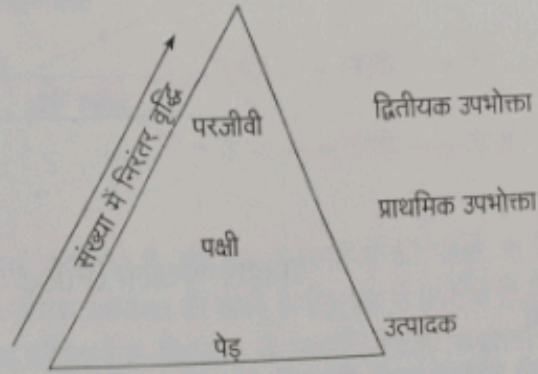 संख्या में निरंतर वृद्धि
परजीवी
द्वितीयक उपभोक्ता
पक्षी
प्राथमिक उपभोक्ता
पेड़
उत्पादक